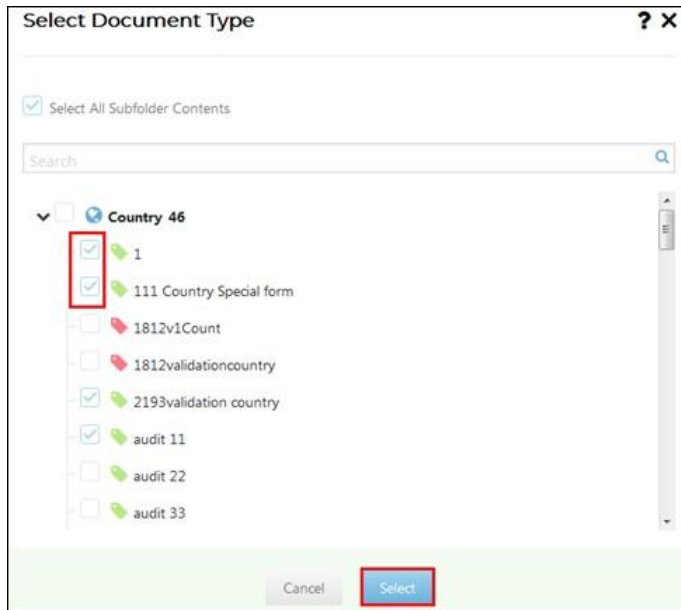 Select Document Type ? X
Select All Subfolder Contents
Search
Country 46
1
111 Country Special form
1812v1Count
1812validationcountry
2193validation country
audit 11
audit 22
audit 33
Cancel Select